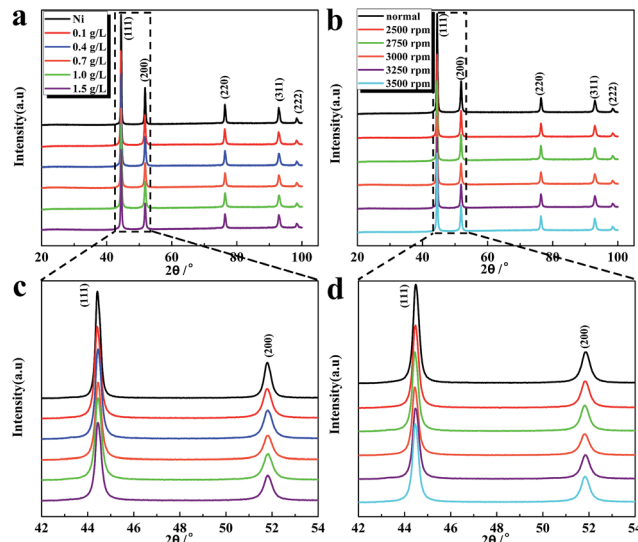 a
Ni
0.1 g/L
0.4 g/L
0.7 g/L
1.0 g/L
1.5 g/L
(111)
(200)
(220)
(311)
(222)
Intensity(a.u)
20 40 60 80 100
2θ /°
b
normal
2500 rpm
2750 rpm
3000 rpm
3250 rpm
3500 rpm
(111)
(200)
(220)
(311)
(222)
Intensity(a.u)
20 40 60 80 100
2θ /°
c
(111)
(200)
Intensity(a.u)
42 44 46 48 50 52 54
2θ /°
d
(111)
(200)
Intensity(a.u)
42 44 46 48 50 52 54
2θ /°